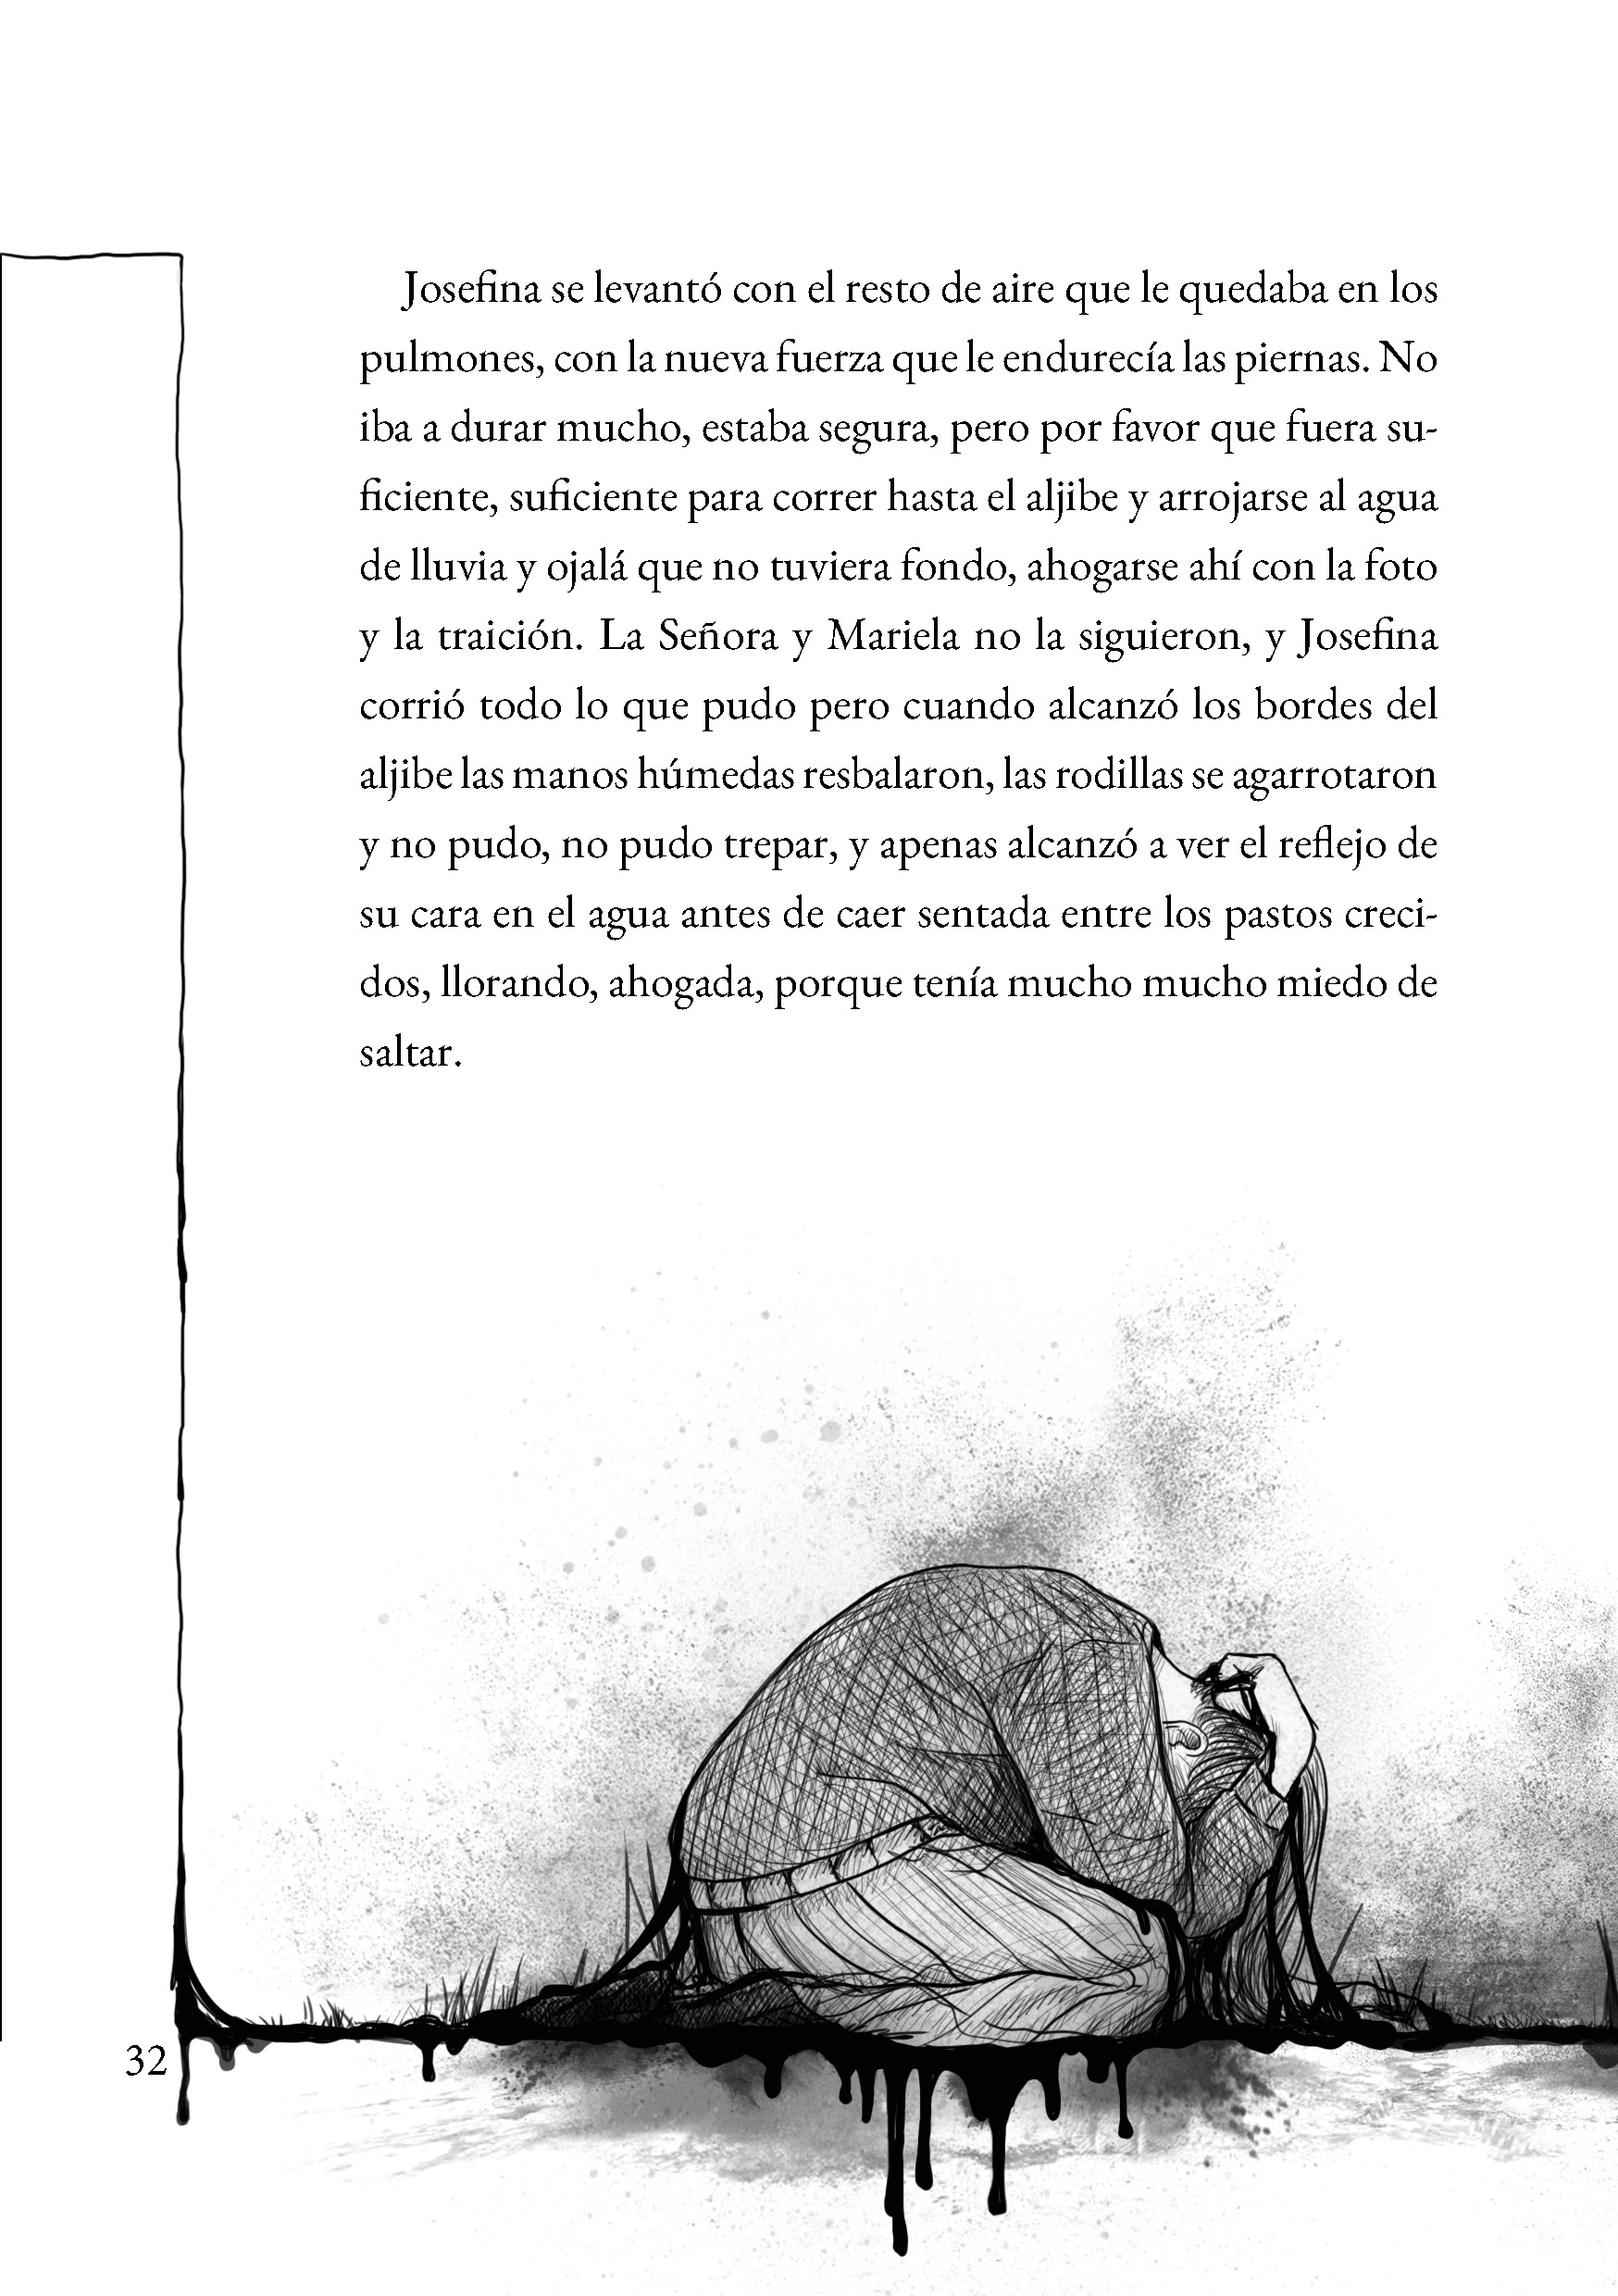 Josefina se levantó con el resto de aire que le quedaba en los
pulmones, con la nueva fuerza que le endurecía las piernas. No
iba a durar mucho, estaba segura, pero por favor que fuera su-
ficiente, suficiente para correr hasta el aljibe y arrojarse al agua
de lluvia y ojalá que no tuviera fondo, ahogarse ahí con la foto
y la traición. La Señora y Mariela no la siguieron, y Josefina
corrió todo lo que pudo pero cuando alcanzó los bordes del
aljibe las manos húmedas resbalaron, las rodillas se agarrotaron
y no pudo, no pudo trepar, y apenas alcanzó a ver el reflejo de
su cara en el agua antes de caer sentada entre los pastos creci-
dos, llorando, ahogada, porque tenía mucho mucho miedo de
saltar.
32